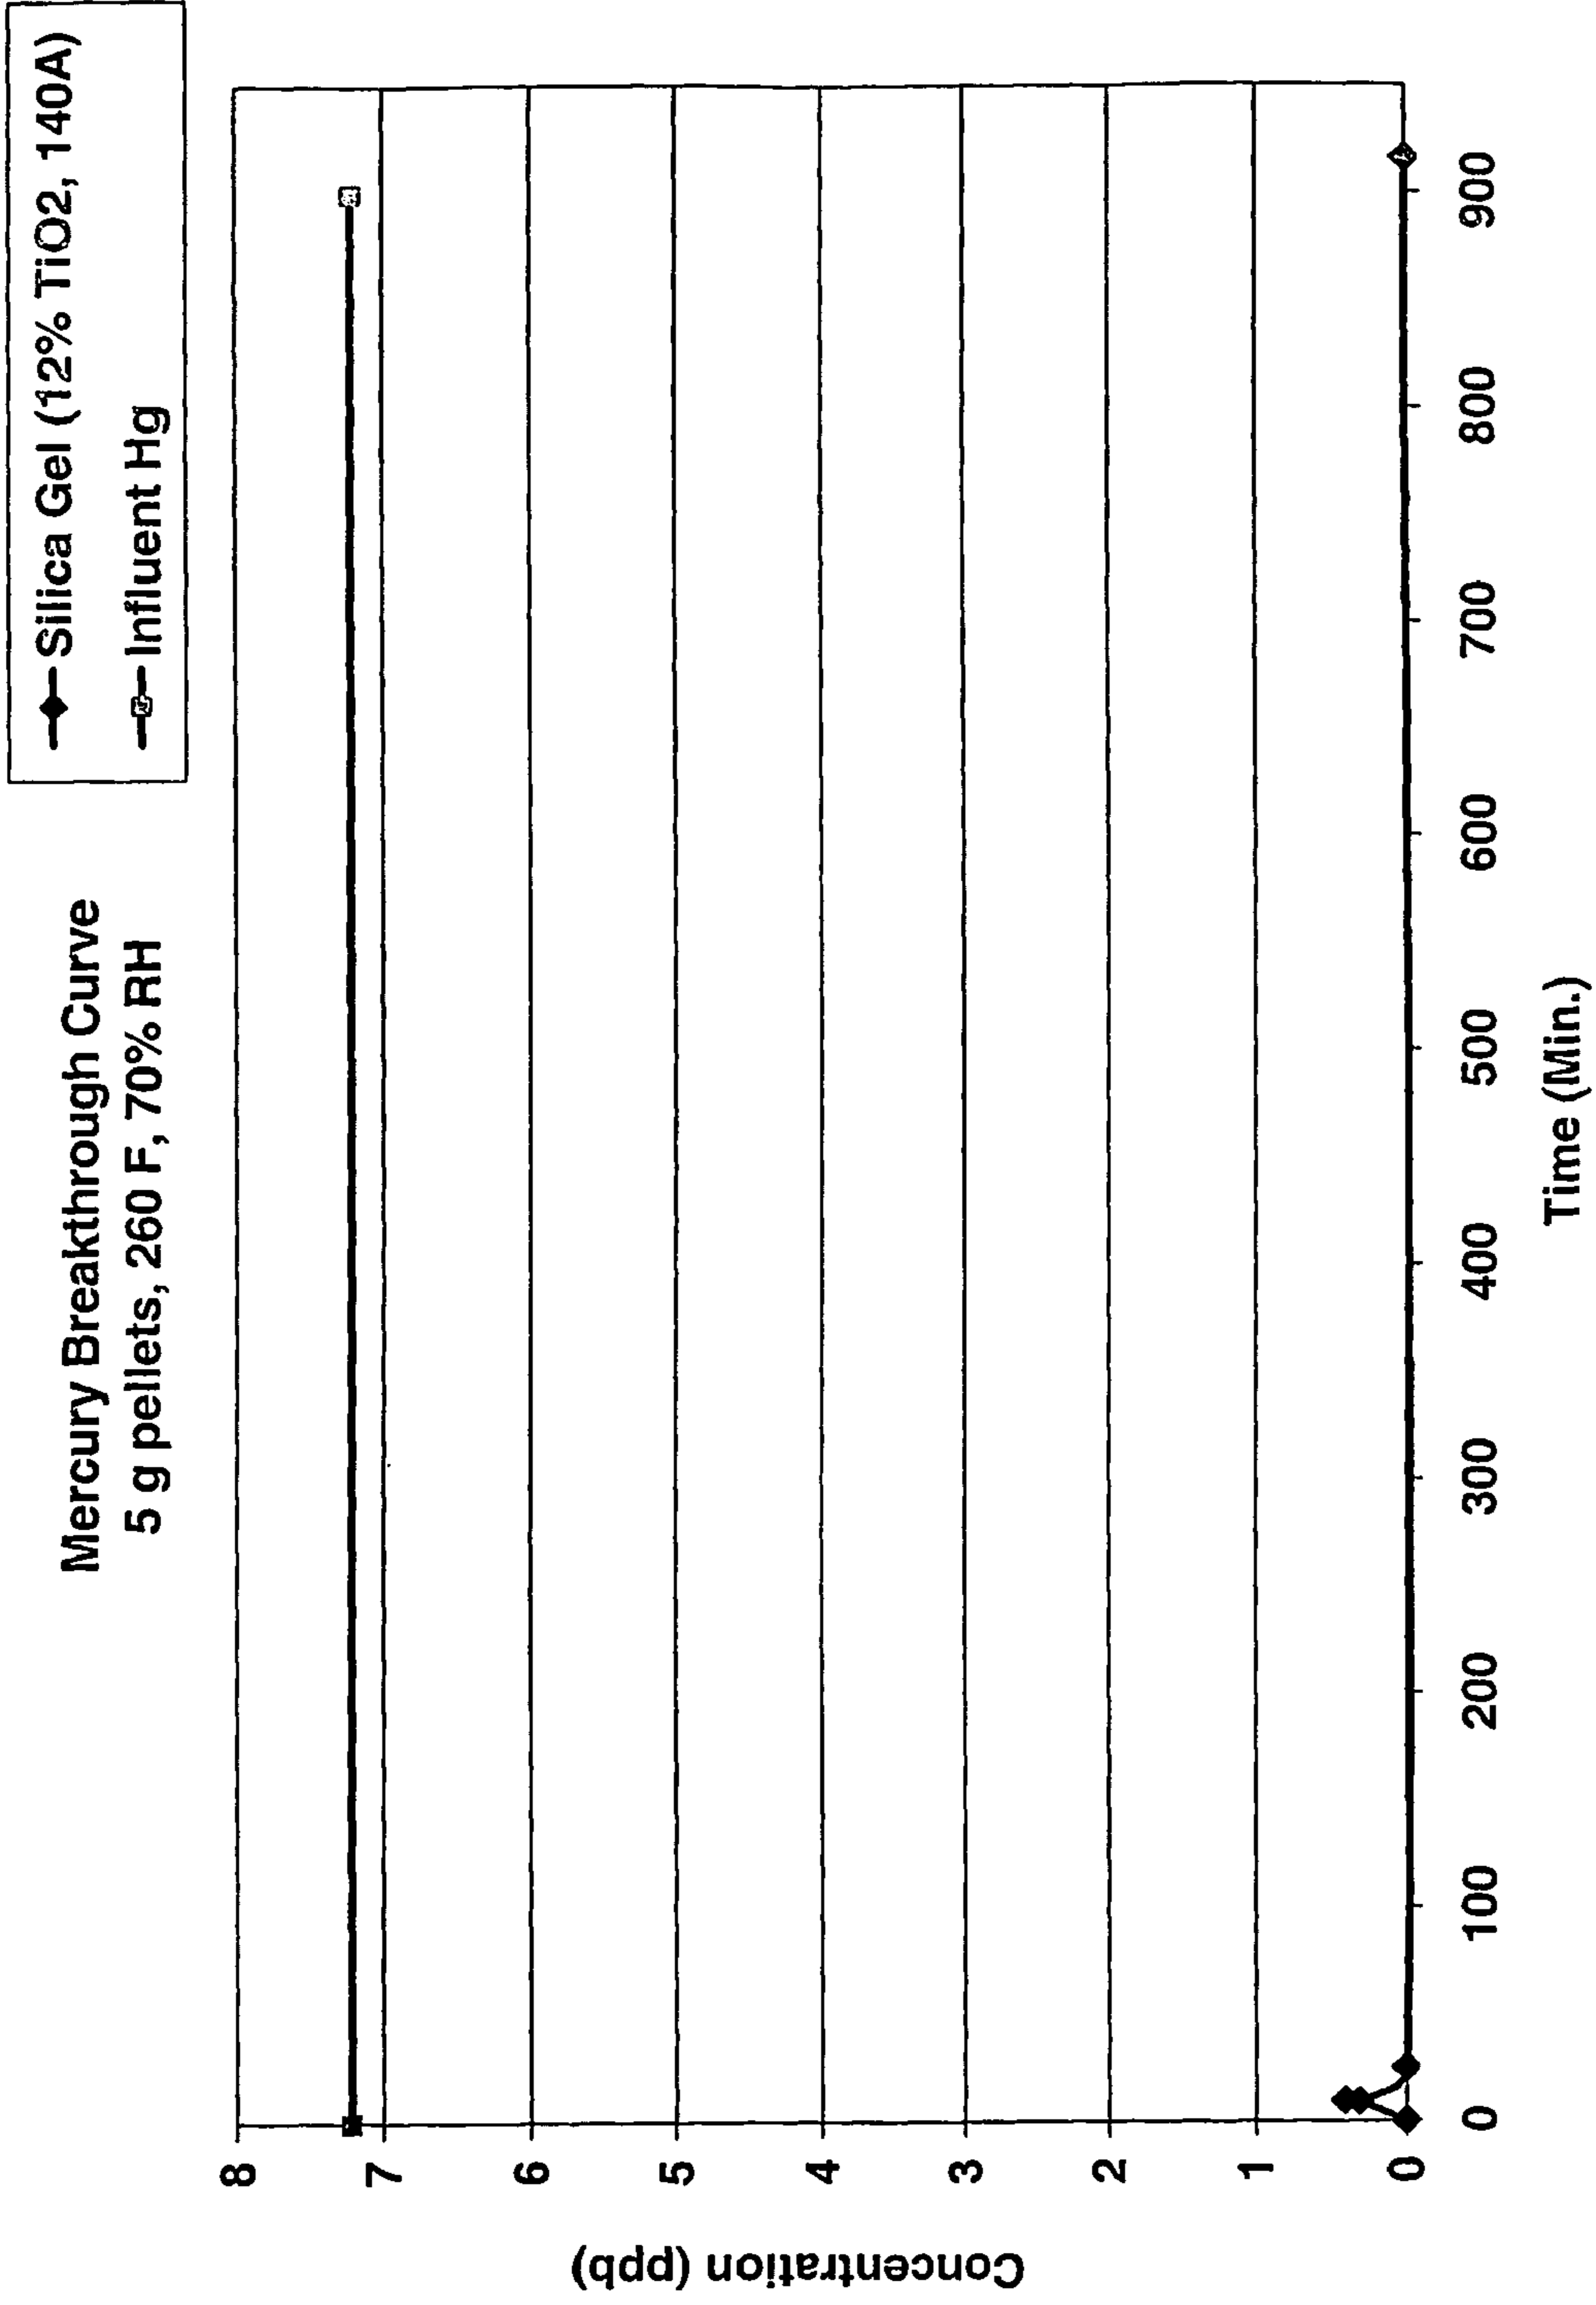 Mercury Breakthrough Curve
5 g pellets, 260 F, 70% RH
Silica Gel (12% TiO2, 140A)
Influent Hg
Concentration (ppb)
8
7
6
5
4
3
2
1
0
0 100 200 300 400 500 600 700 800 900
Time (Min.)